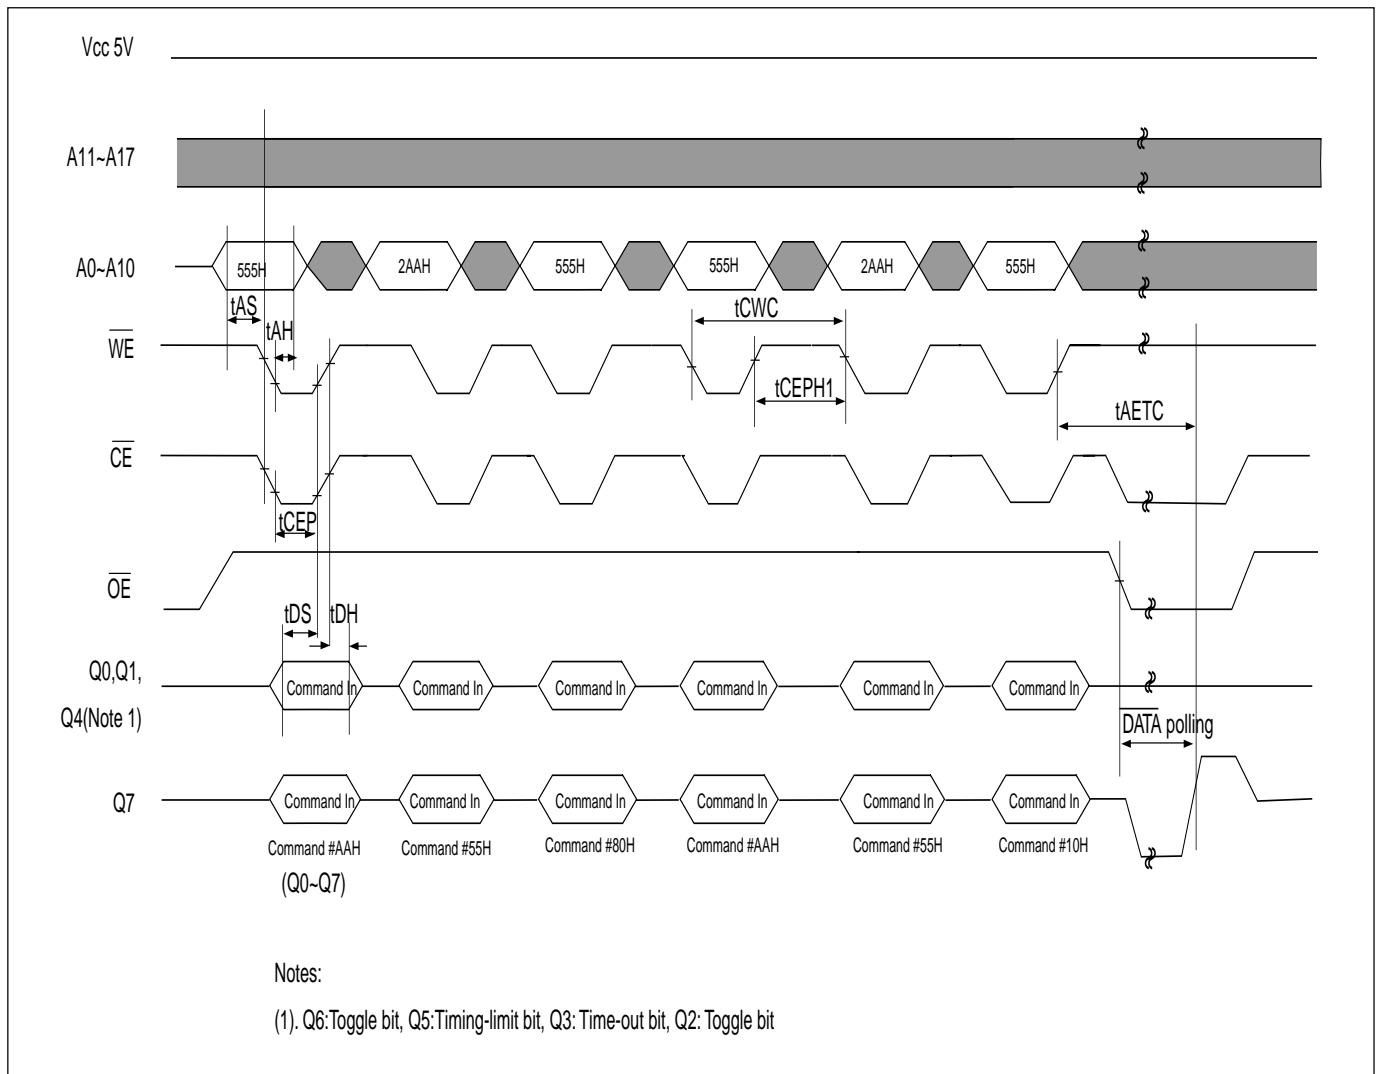 Vcc 5V
A11~A17
A0~A10
555H
2AAH
555H
555H
2AAH
555H
tAS
tAH
tCWC
WE
tCEPH1
tAETC
CE
tCEP
OE
tDS
tDH
Q0,Q1,
Q4(Note 1)
Command In
Command In
Command In
Command In
Command In
Command In
DATA polling
Q7
Command In
Command In
Command In
Command In
Command In
Command In
Command #AAH
Command #55H
Command #80H
Command #AAH
Command #55H
Command #10H
(Q0~Q7)
Notes:
(1). Q6:Toggle bit, Q5:Timing-limit bit, Q3: Time-out bit, Q2: Toggle bit